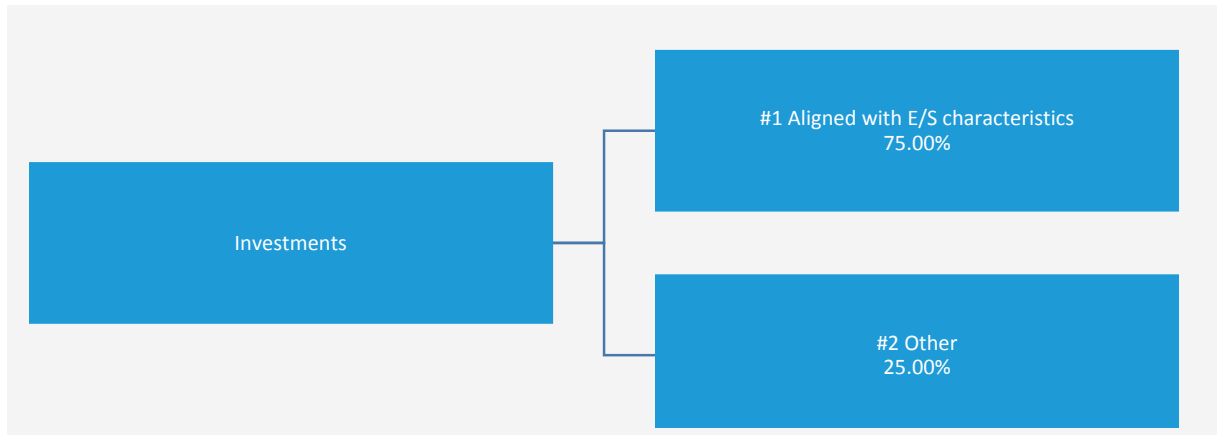 #1 Aligned with E/S characteristics
75.00%
Investments
#2 Other
25.00%